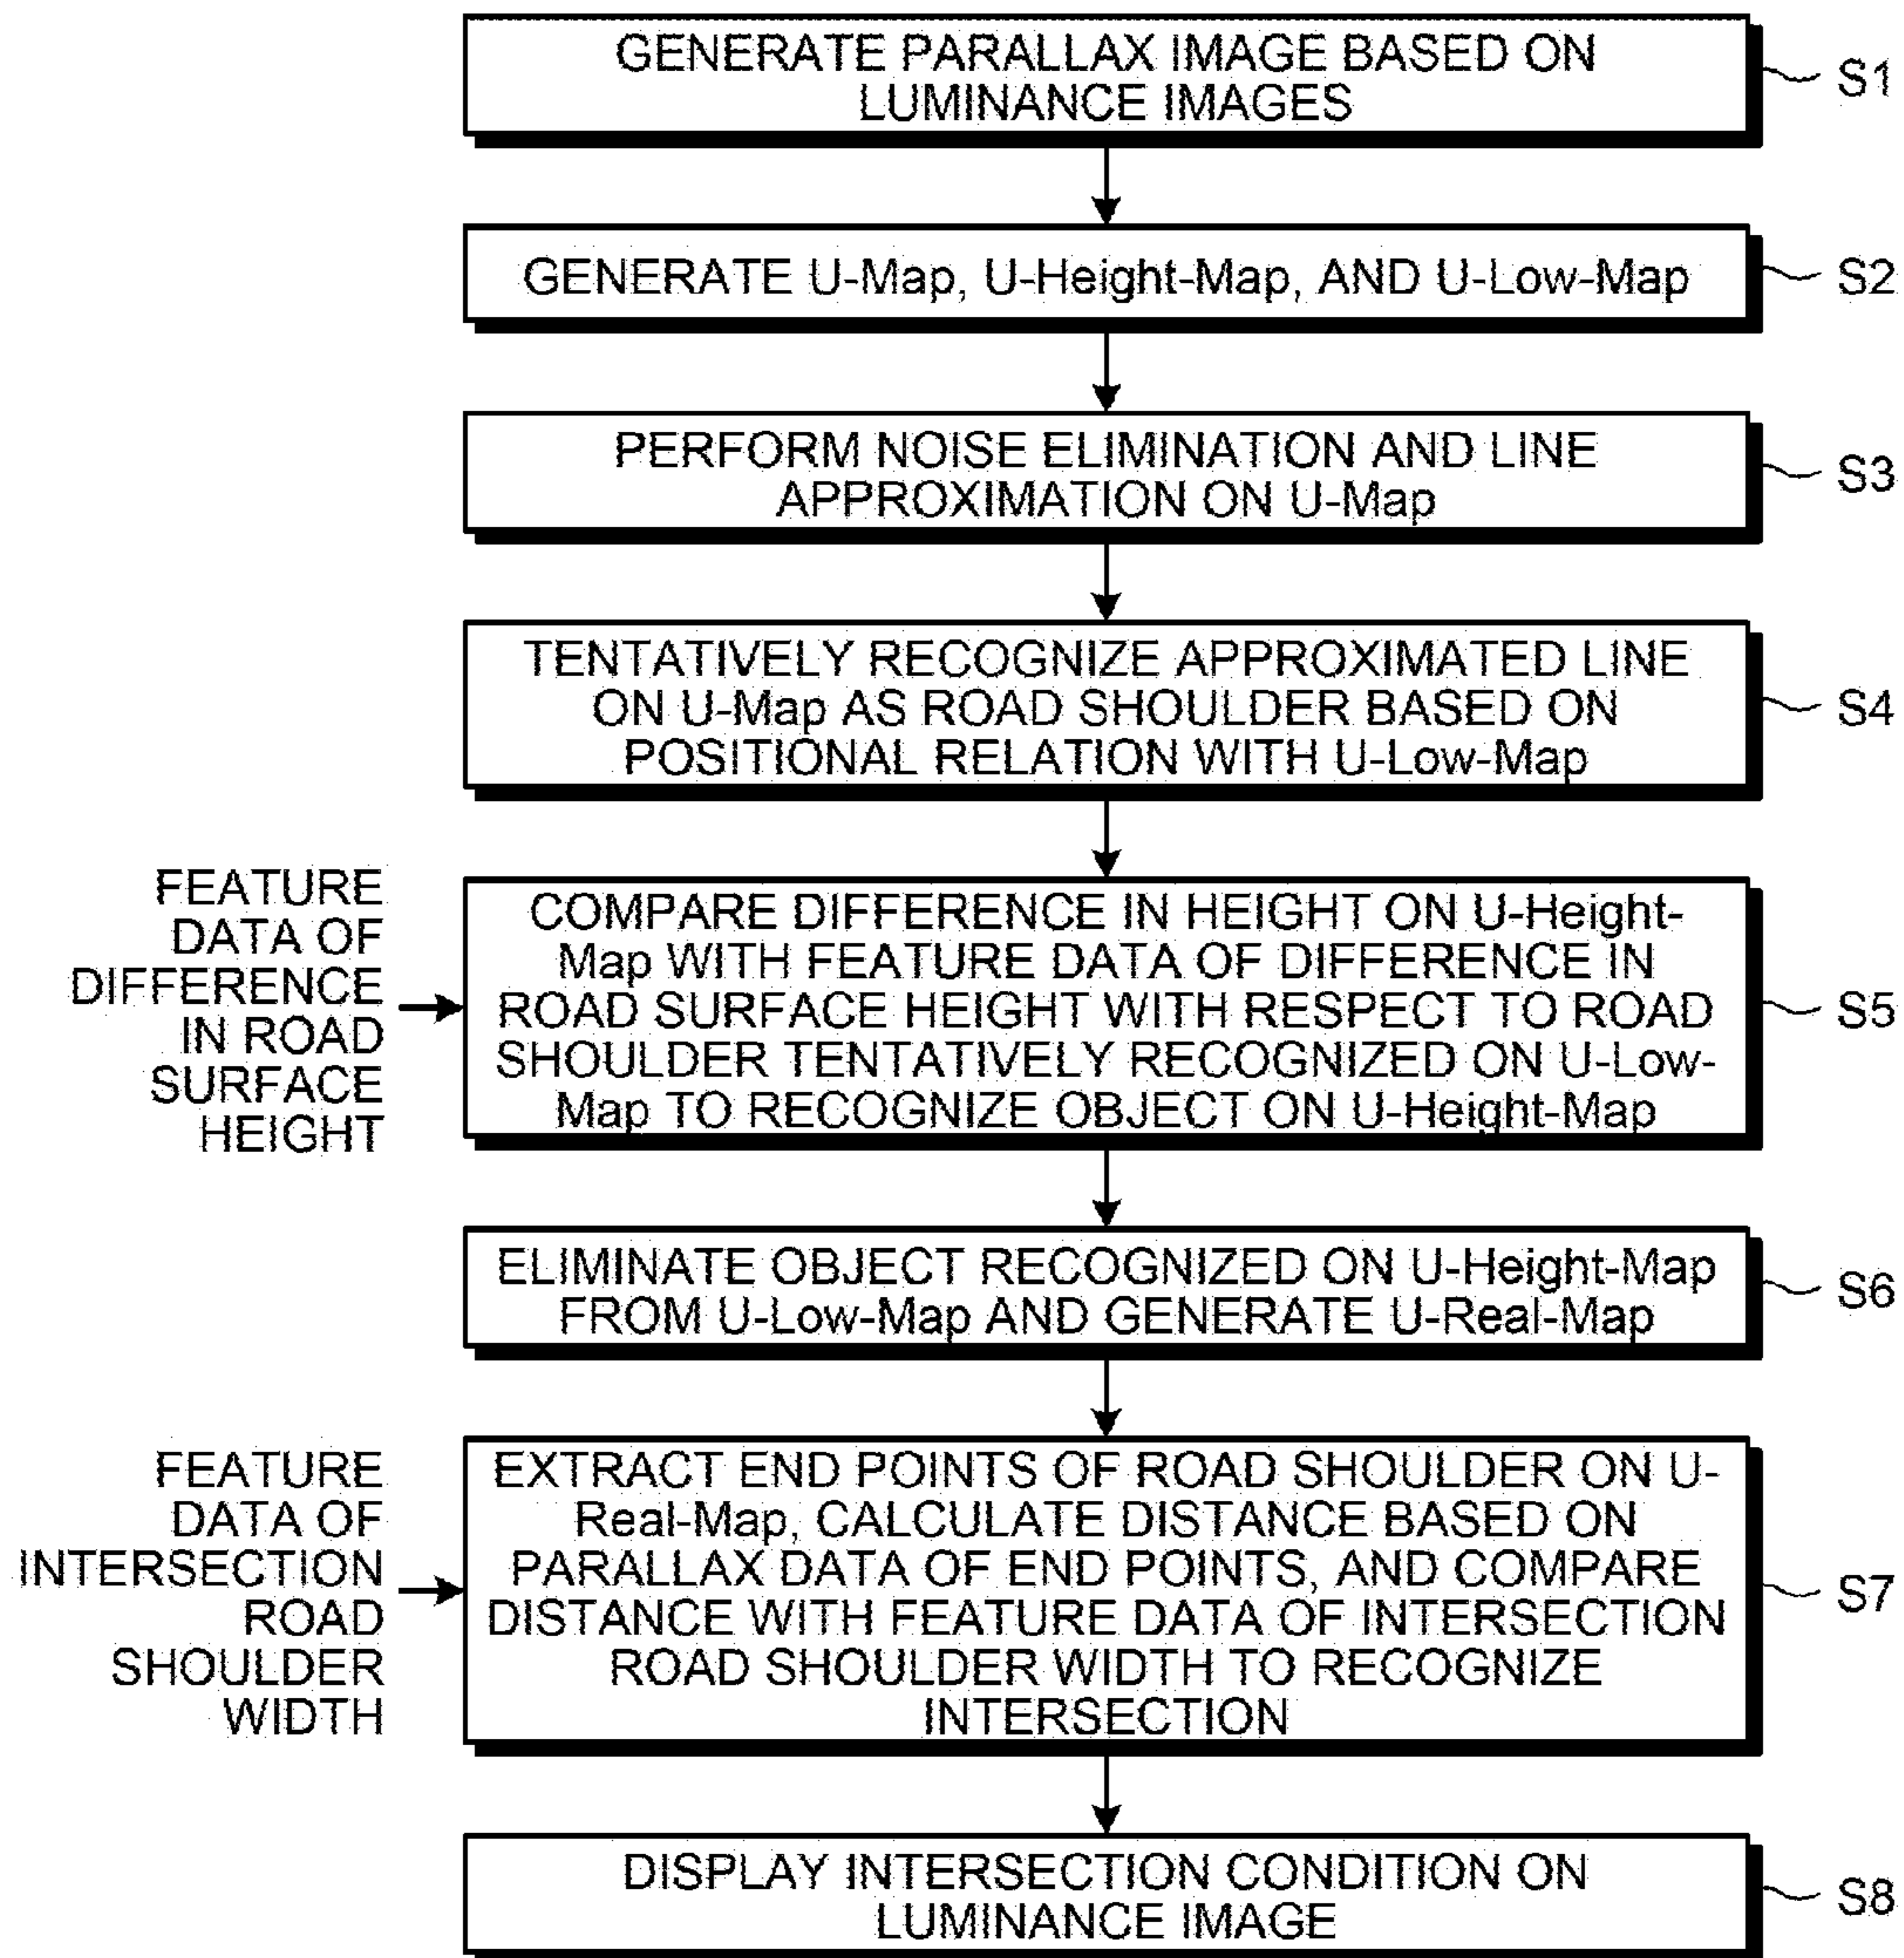 GENERATE PARALLAX IMAGE BASED ON
LUMINANCE IMAGES
S1
GENERATE U-Map, U-Height-Map, AND U-Low-Map
S2
PERFORM NOISE ELIMINATION AND LINE
APPROXIMATION ON U-Map
S3
TENTATIVELY RECOGNIZE APPROXIMATED LINE
ON U-Map AS ROAD SHOULDER BASED ON
POSITIONAL RELATION WITH U-Low-Map
S4
FEATURE
DATA OF
DIFFERENCE
IN ROAD
SURFACE
HEIGHT
COMPARE DIFFERENCE IN HEIGHT ON U-Height-
Map WITH FEATURE DATA OF DIFFERENCE IN
ROAD SURFACE HEIGHT WITH RESPECT TO ROAD
SHOULDER TENTATIVELY RECOGNIZED ON U-Low-
Map TO RECOGNIZE OBJECT ON U-Height-Map
S5
ELIMINATE OBJECT RECOGNIZED ON U-Height-Map
FROM U-Low-Map AND GENERATE U-Real-Map
S6
FEATURE
DATA OF
INTERSECTION
ROAD
SHOULDER
WIDTH
EXTRACT END POINTS OF ROAD SHOULDER ON U-
Real-Map, CALCULATE DISTANCE BASED ON
PARALLAX DATA OF END POINTS, AND COMPARE
DISTANCE WITH FEATURE DATA OF INTERSECTION
ROAD SHOULDER WIDTH TO RECOGNIZE
INTERSECTION
S7
DISPLAY INTERSECTION CONDITION ON
LUMINANCE IMAGE
S8